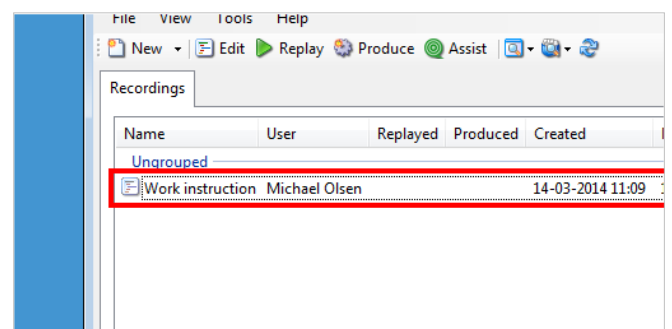 File View Tools Help
New Edit Replay Produce Assist
Recordings
Name User Replayed Produced Created
Ungrouped
Work instruction Michael Olsen 14-03-2014 11:09